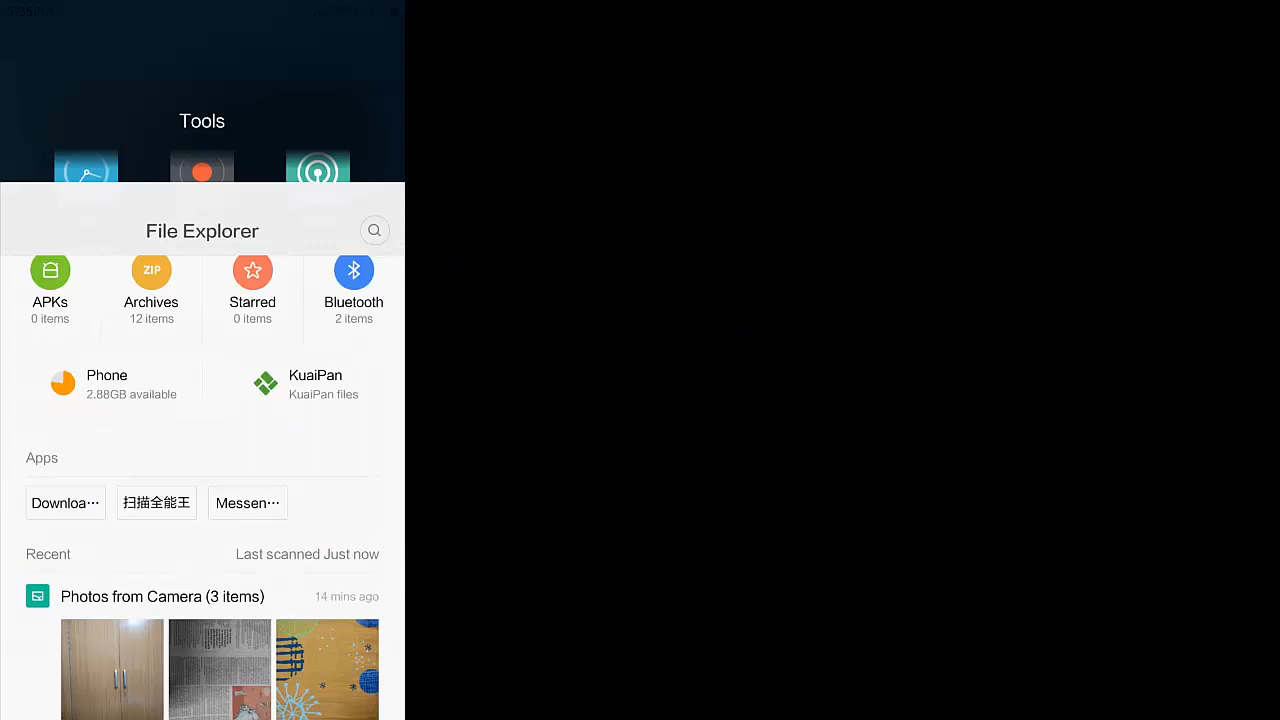 Tools
File Explorer
ZIP
APKs Archives Starred Bluetooth
0 items 12 items 0 items 2 items
Phone KuaiPan
2.88GB available KuaiPan files
Apps
Downloa··· 扫描全能王 Messen···
Recent Last scanned Just now
Photos from Camera (3 items) 14 mins ago